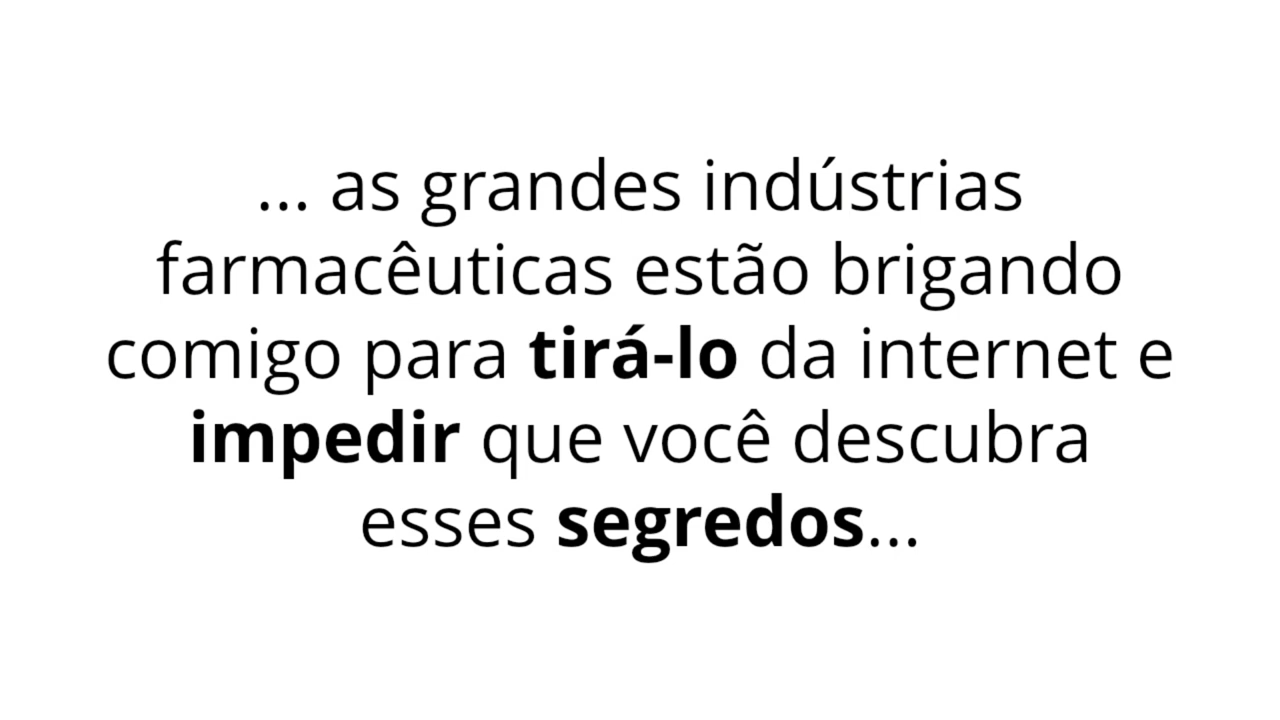 ... as grandes indústrias
farmacêuticas estão brigando
comigo para tirá-lo da internet e
impedir que você descubra
esses segredos...